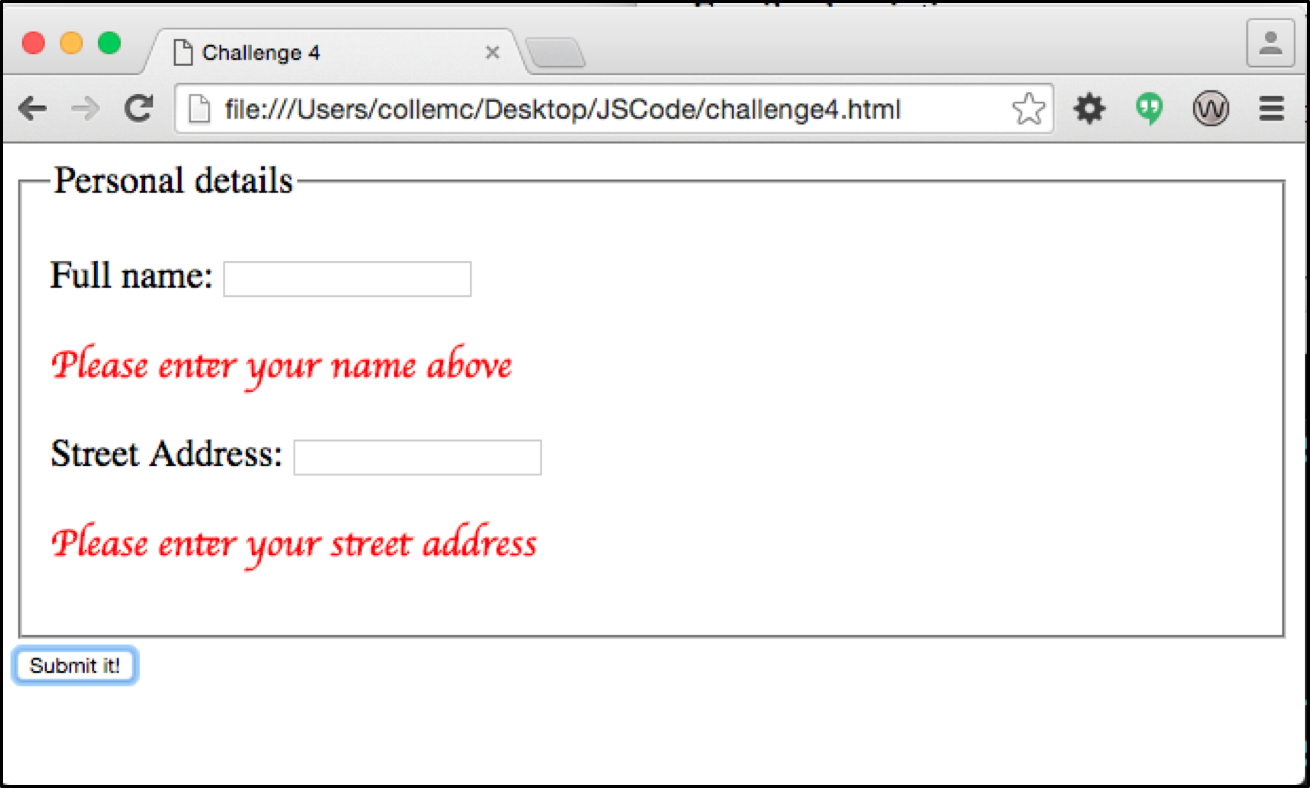 Challenge 4
file:///Users/collemc/Desktop/JSCode/challenge4.html
Personal details
Full name:
Please enter your name above
Street Address:
Please enter your street address
Submit it!